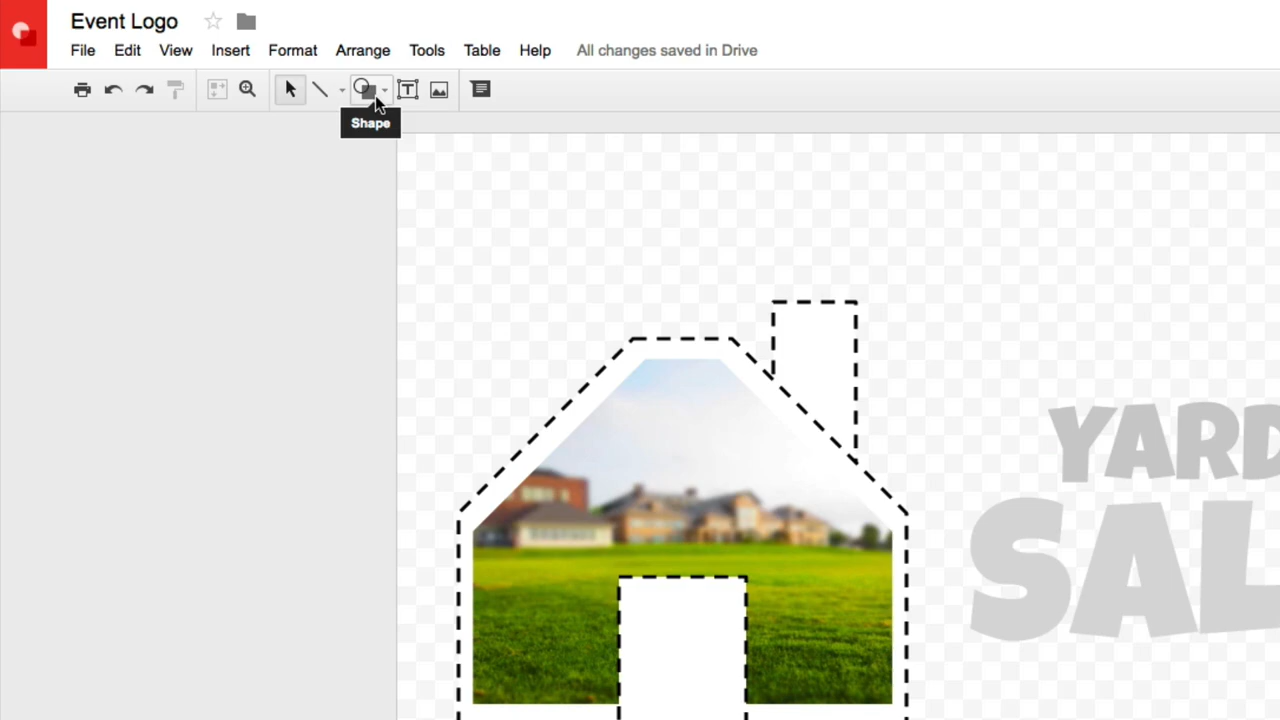 Event Logo
File Edit View Insert Format Arrange Tools Table Help All changes saved in Drive
Shape
YARD
SAL